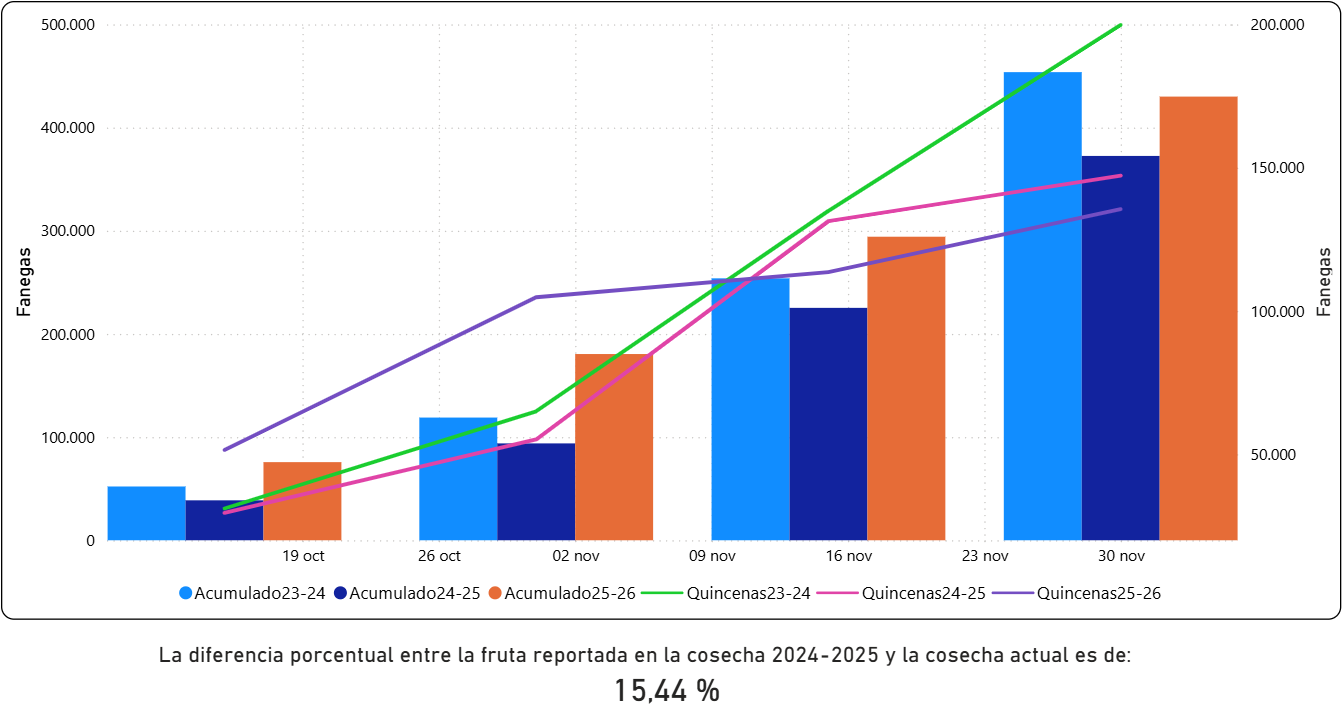 500.000
400.000
300.000
200.000
100.000
0
Fanegas
200.000
150.000
100.000
50.000
Fanegas
19 oct 26 oct 02 nov 09 nov 16 nov 23 nov 30 nov
Acumulado23-24 Acumulado24-25 Acumulado25-26 Quincenas23-24 Quincenas24-25 Quincenas25-26
La diferencia porcentual entre la fruta reportada en la cosecha 2024-2025 y la cosecha actual es de:
15,44 %